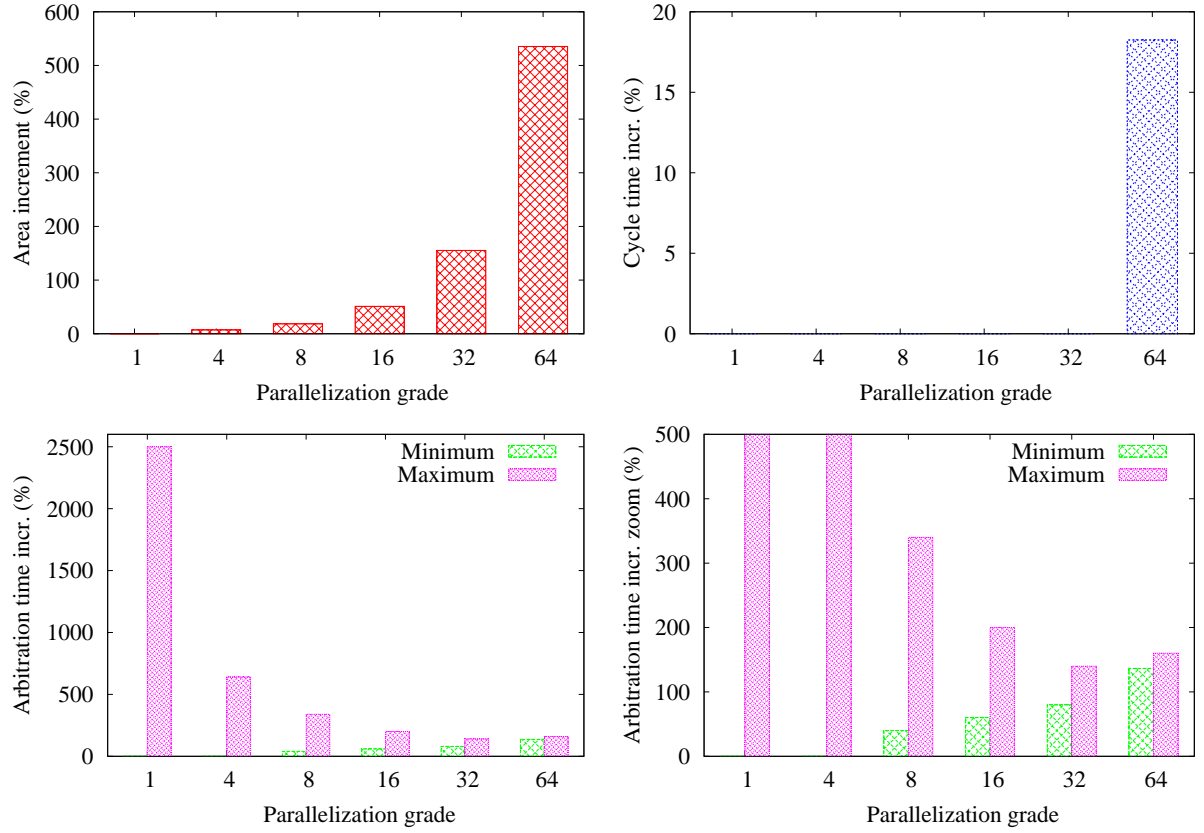 Area increment (%)
600
500
400
300
200
100
0
1 4 8 16 32 64
Parallelization grade
Cycle time incr. (%)
20
15
10
5
0
1 4 8 16 32 64
Parallelization grade
Arbitration time incr. (%)
2500
2000
1500
1000
500
0
Minimum
Maximum
1 4 8 16 32 64
Parallelization grade
Arbitration time incr. zoom (%)
500
400
300
200
100
0
Minimum
Maximum
1 4 8 16 32 64
Parallelization grade